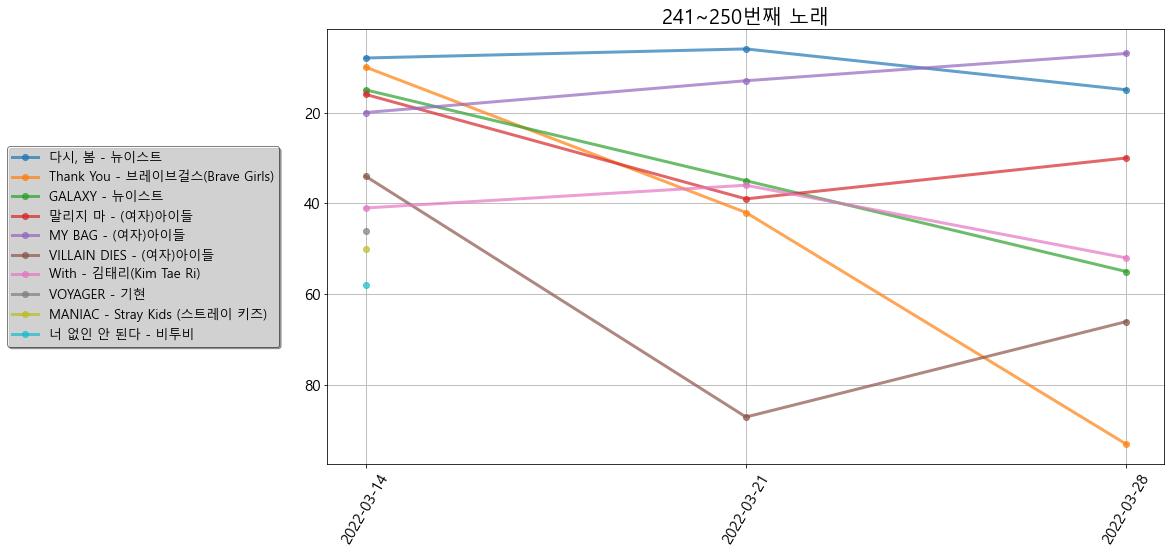 241~250번째 노래
다시, 봄 - 뉴이스트
Thank You - 브레이브걸스(Brave Girls)
GALAXY - 뉴이스트
말리지 마 - (여자)아이들
MY BAG - (여자)아이들
VILLAIN DIES - (여자)아이들
With - 김태리(Kim Tae Ri)
VOYAGER - 기현
MANIAC - Stray Kids (스트레이 키즈)
너 없인 안 된다 - 비투비
20
40
60
80
2022-03-14
2022-03-21
2022-03-28